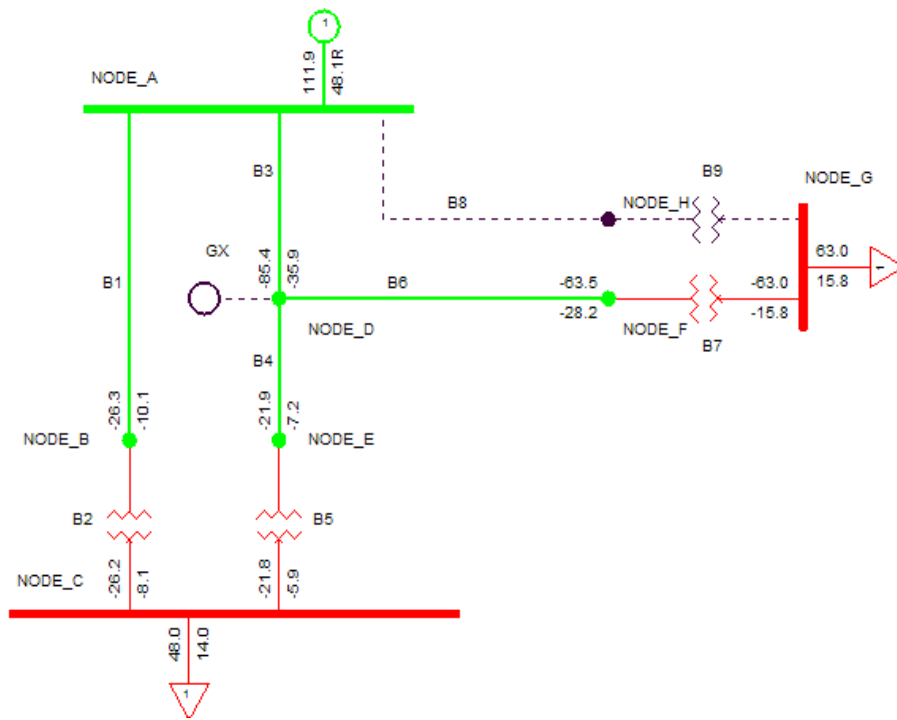 1
111.9
48.1R
NODE_A
B3
B9
NODE_G
B8
NODE_H
GX
-85.4
-35.9
63.0
15.8
1
B1
B6
-63.5
-28.2
-63.0
-15.8
NODE_D
NODE_F
B7
B4
-26.3
-10.1
-21.9
-7.2
NODE_B
NODE_E
B2
B5
-26.2
-8.1
-21.8
-5.9
NODE_C
48.0
14.0
1